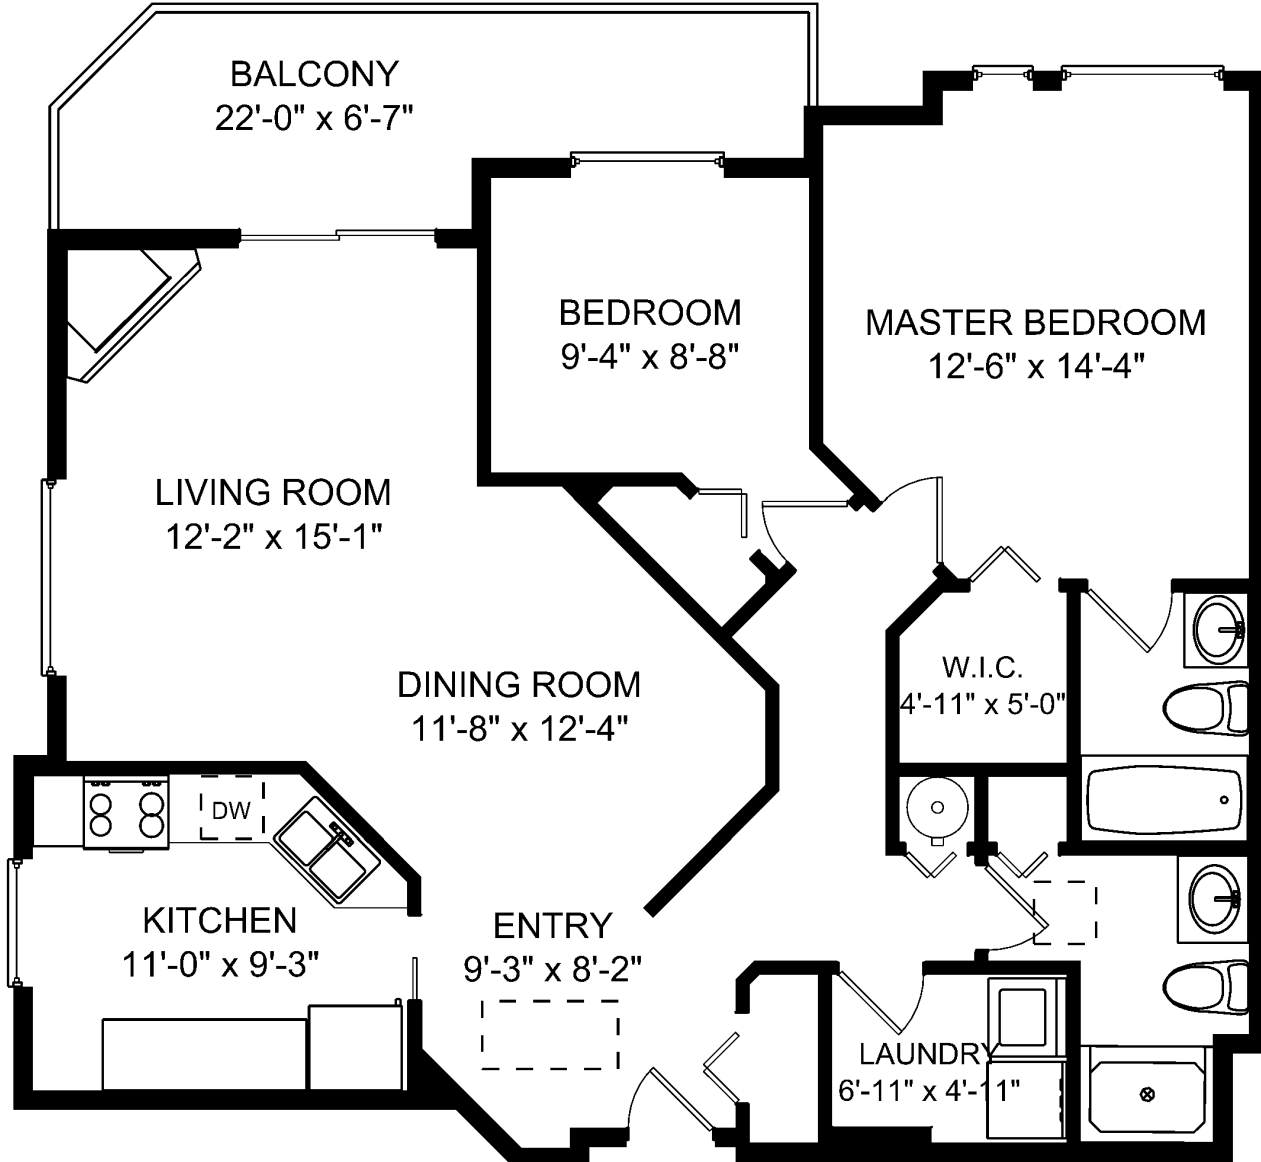 BALCONY
22'-0" x 6'-7"
BEDROOM
9'-4" x 8'-8"
MASTER BEDROOM
12'-6" x 14'-4"
LIVING ROOM
12'-2" x 15'-1"
DINING ROOM
11'-8" x 12'-4"
W.I.C.
4'-11" x 5'-0"
DW
KITCHEN
11'-0" x 9'-3"
ENTRY
9'-3" x 8'-2"
LAUNDRY
6'-11" x 4'-11"